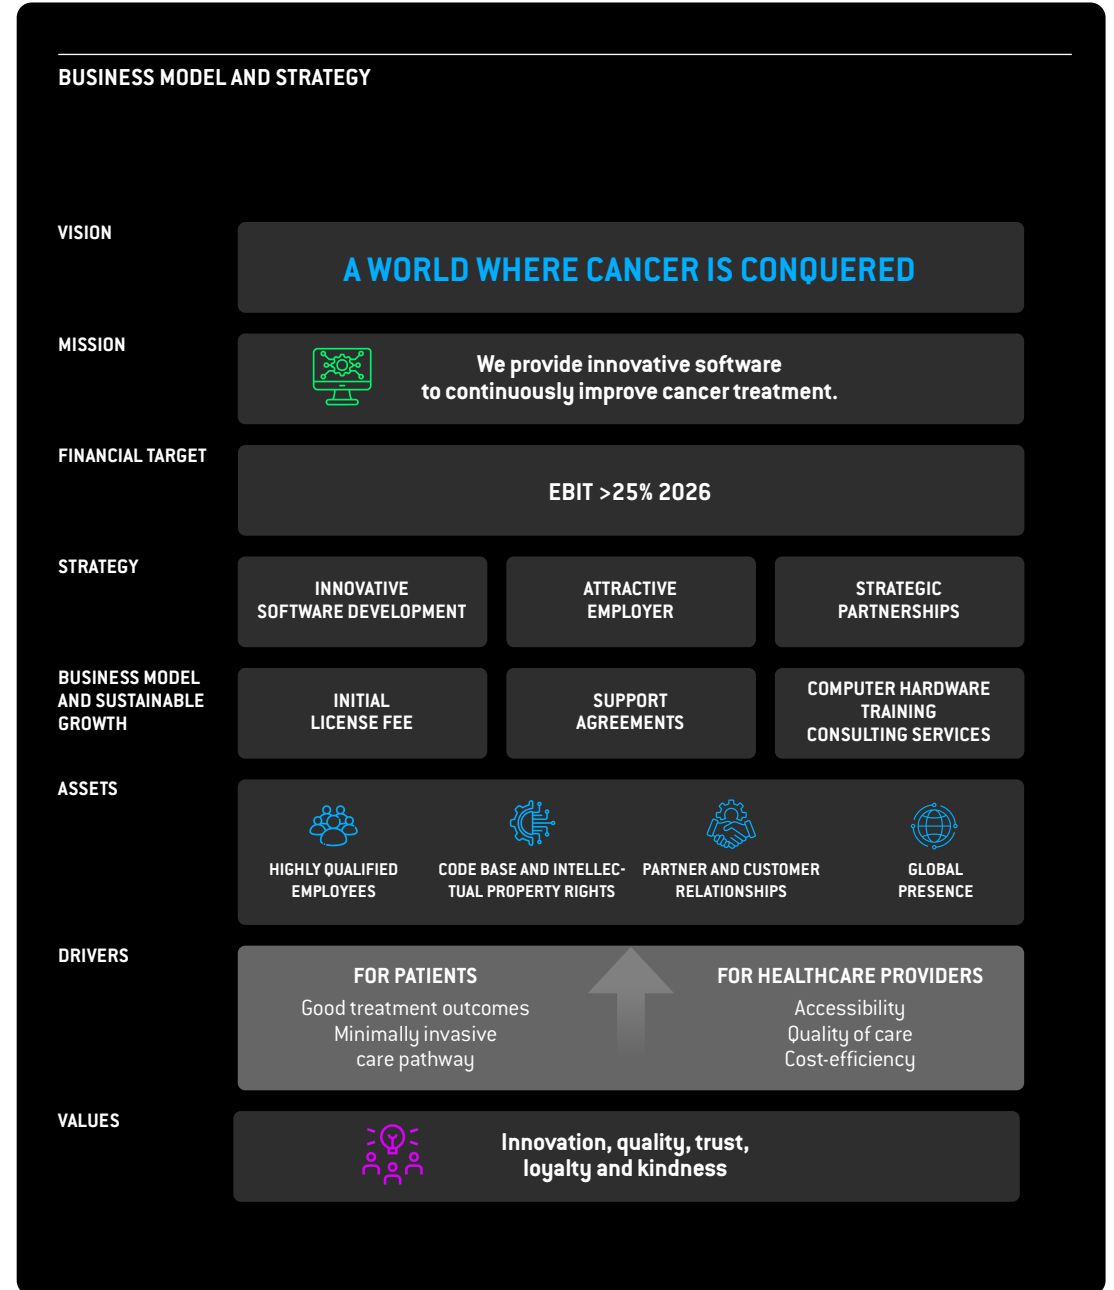 BUSINESS MODEL AND STRATEGY
VISION
A WORLD WHERE CANCER IS CONQUERED
MISSION
We provide innovative software
to continuously improve cancer treatment.
FINANCIAL TARGET
EBIT >25% 2026
STRATEGY
INNOVATIVE
SOFTWARE DEVELOPMENT
ATTRACTIVE
EMPLOYER
STRATEGIC
PARTNERSHIPS
BUSINESS MODEL
AND SUSTAINABLE
GROWTH
INITIAL
LICENSE FEE
SUPPORT
AGREEMENTS
COMPUTER HARDWARE
TRAINING
CONSULTING SERVICES
ASSETS
HIGHLY QUALIFIED
EMPLOYEES
CODE BASE AND INTELLEC-
TUAL PROPERTY RIGHTS
PARTNER AND CUSTOMER
RELATIONSHIPS
GLOBAL
PRESENCE
DRIVERS
FOR PATIENTS
Good treatment outcomes
Minimally invasive
care pathway
FOR HEALTHCARE PROVIDERS
Accessibility
Quality of care
Cost-efficiency
VALUES
Innovation, quality, trust,
loyalty and kindness